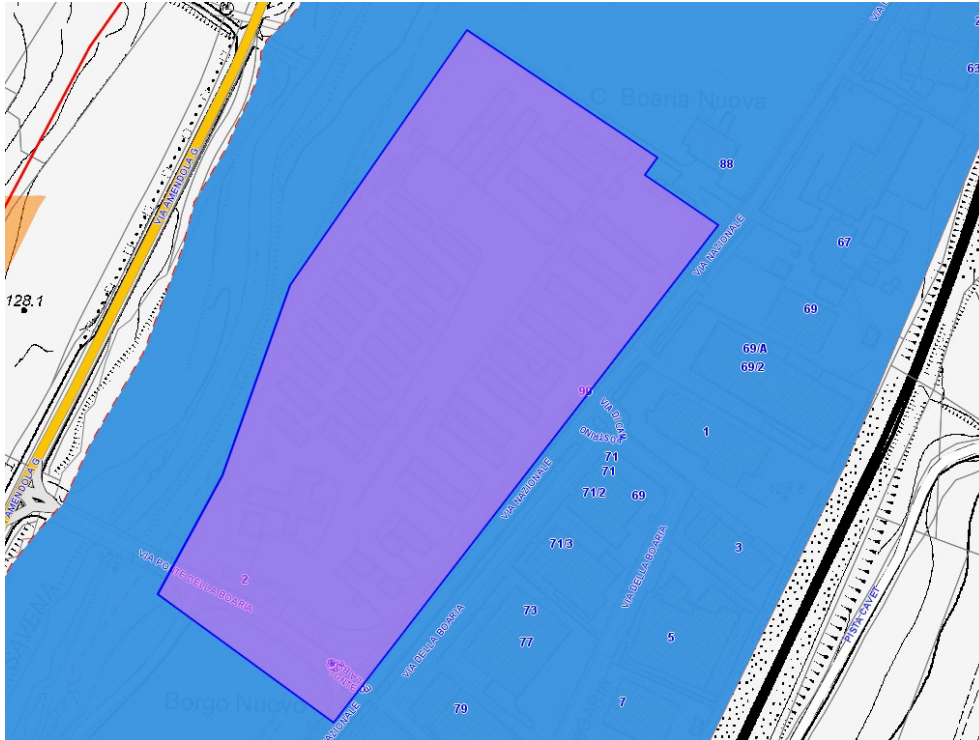 VIA AMENDOLA G.
128.1
AMENDOLA G.
C. Boaria Nuova
88
63
67
69
69/A
69/2
1
VIA NAZIONALE
90
VIA DI CA'
POSTRINO
71
71
71/2
69
VIA NAZIONALE
71/3
3
VIA DELLA BOARIA
73
77
5
VIA DELLA BOARIA
79
7
PISTA CAVET
2
VIA PONTE DELLA BOARIA
Borgo Nuovo
NAZIONALE